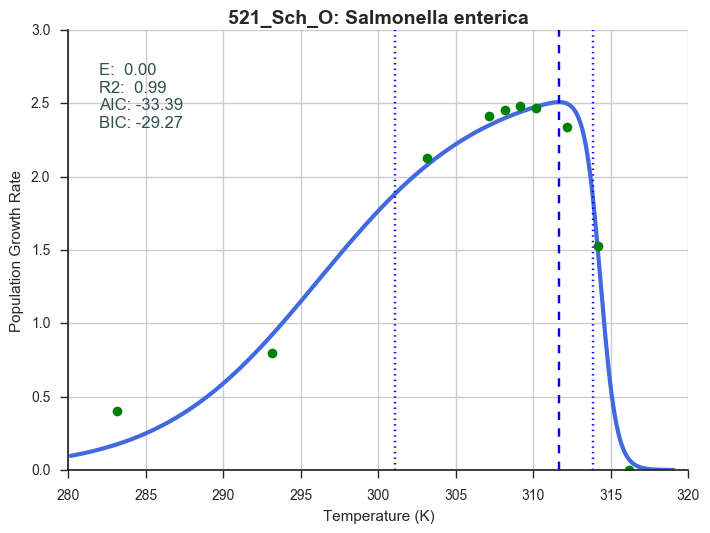 521_Sch_O: Salmonella enterica
E:  0.00
R2:  0.99
AIC: -33.39
BIC: -29.27
Population Growth Rate
3.0
2.5
2.0
1.5
1.0
0.5
0.0
280 285 290 295 300 305 310 315 320
Temperature (K)